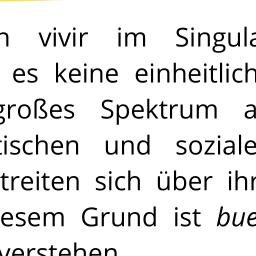 n vivir im Singula
es keine einheitlich
großes Spektrum a
tischen und soziale
treiten sich über ihr
iesem Grund ist bue
verstehen